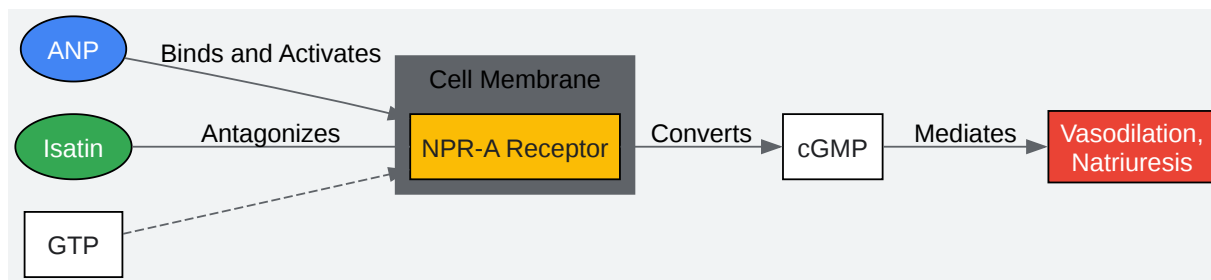 ANP
Binds and Activates
Cell Membrane
Isatin
Antagonizes
NPR-A Receptor
Converts
cGMP
Mediates
Vasodilation,
Natriuresis
GTP